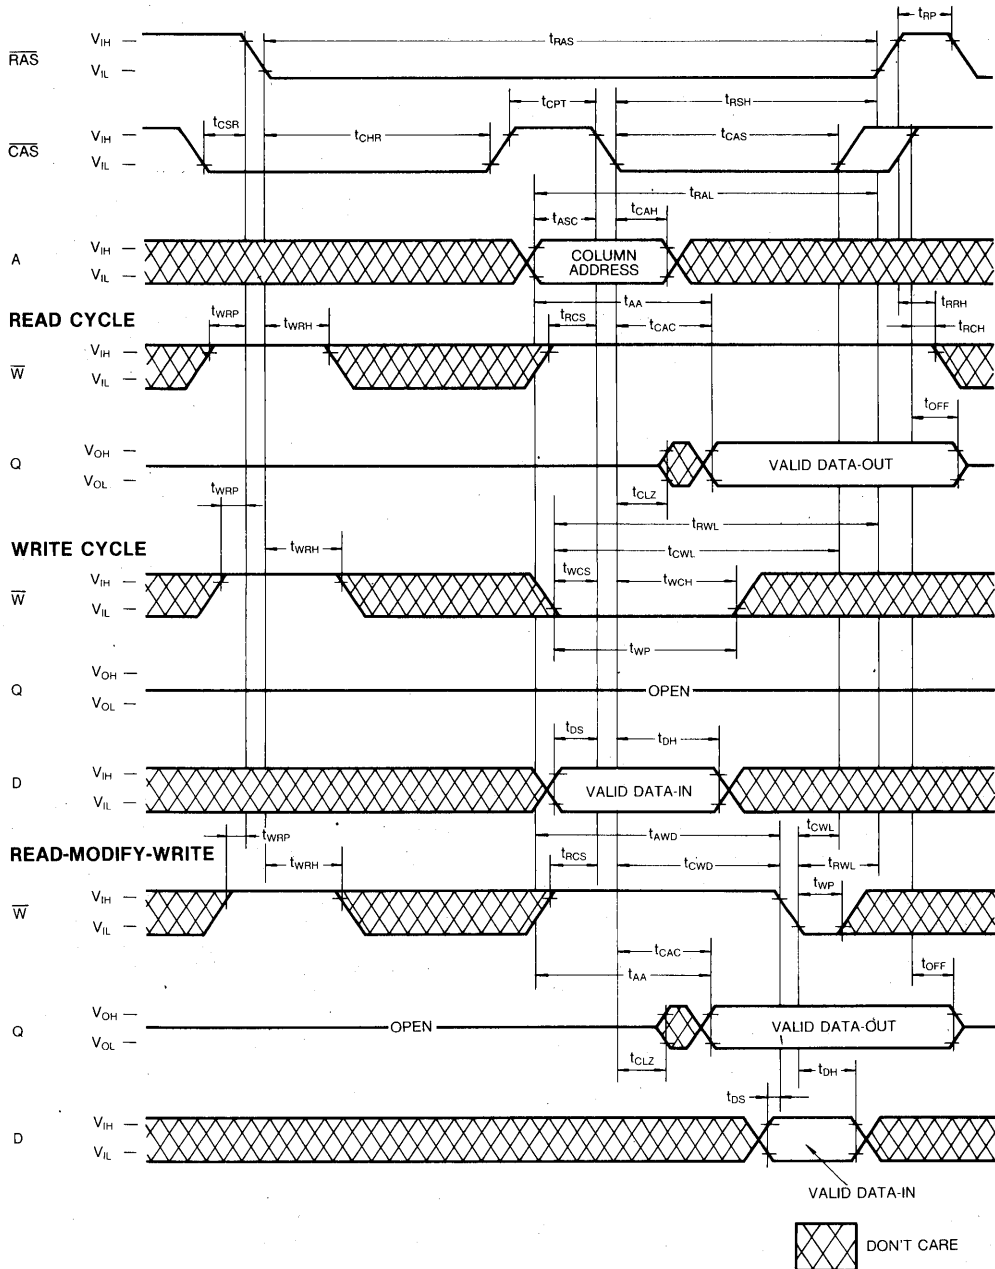 tRP
VIH
RAS
VIL
tRAS
tCPT
tRSH
tCSR
VIH
CAS
VIL
tCHR
tCAS
tRAL
tASC
tCAH
VIH
A
VIL
COLUMN
ADDRESS
tAA
tRRH
READ CYCLE
tWRP
tWRH
tRCS
tCAC
tRCH
VIH
W
VIL
tOFF
VOH
Q
VOL
VALID DATA-OUT
tWRP
tCLZ
tRWL
WRITE CYCLE
tWRH
tCWL
VIH
W
VIL
tWCS
tWCH
tWP
VOH
Q
VOL
OPEN
tDS
tDH
VIH
D
VIL
VALID DATA-IN
tWRP
tAWD
tCWL
READ-MODIFY-WRITE
tWRH
tRCS
tCWD
tRWL
VIH
W
VIL
tWP
tCAC
tAA
tOFF
VOH
Q
VOL
OPEN
VALID DATA-OUT
tCLZ
tDH
tDS
VIH
D
VIL
VALID DATA-IN
DON'T CARE